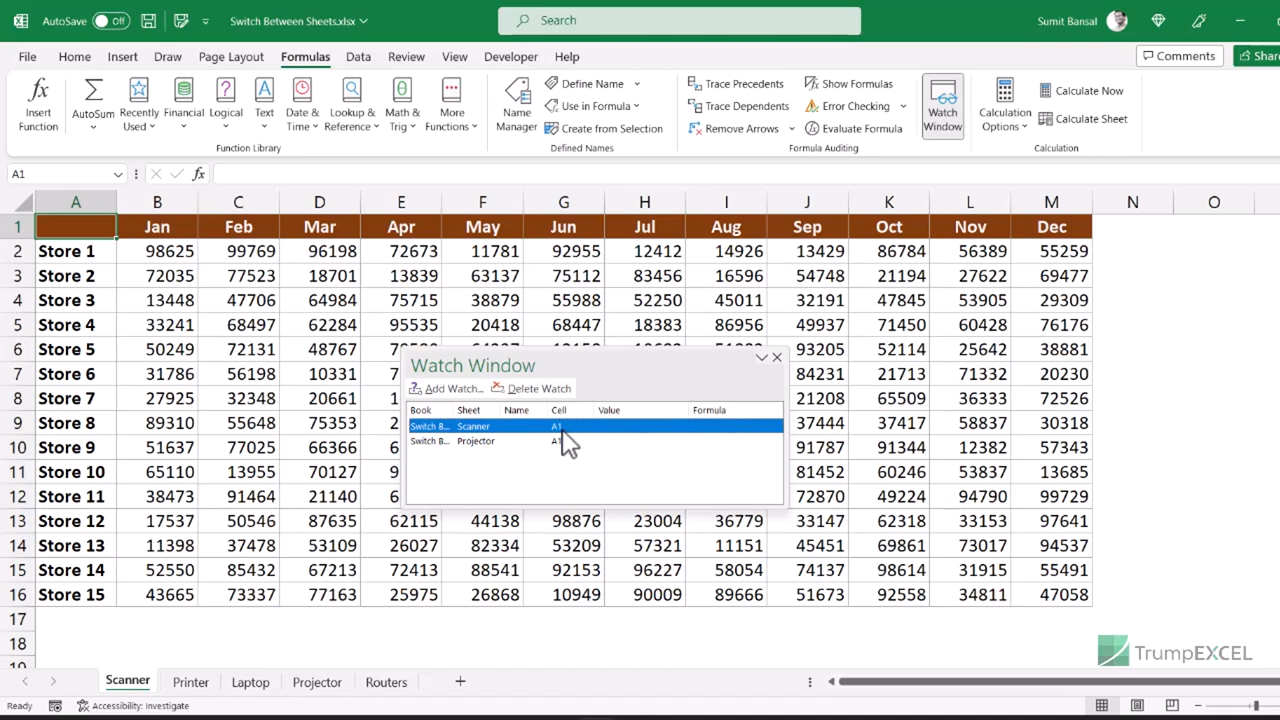 AutoSave Off Switch Between Sheets.xlsx Search Sumit Bansal
File Home Insert Draw Page Layout Formulas Data Review View Developer Help Comments Share
Insert Function AutoSum Recently Used Financial Logical Text Date & Time Lookup & Reference Math & Trig More Functions
Function Library
Name Manager Define Name Use in Formula Create from Selection
Defined Names
Trace Precedents Trace Dependents Remove Arrows Show Formulas Error Checking Evaluate Formula Watch Window
Formula Auditing
Calculation Options Calculate Now Calculate Sheet
Calculation
A1 fx
A B C D E F G H I J K L M N O
1 Jan Feb Mar Apr May Jun Jul Aug Sep Oct Nov Dec
2 Store 1 98625 99769 96198 72673 11781 92955 12412 14926 13429 86784 56389 55259
3 Store 2 72035 77523 18701 13839 63137 75112 83456 16596 54748 21194 27622 69477
4 Store 3 13448 47706 64984 75715 38879 55988 52250 45011 32191 47845 53905 29309
5 Store 4 33241 68497 62284 95535 20418 68447 18383 86956 49937 71450 60428 76176
6 Store 5 50249 72131 48767 93205 52114 25642 38881
7 Store 6 31786 56198 10331 84231 21216 62911 20230
8 Store 7 27925 32348 20661 21208 65509 36333 72526
9 Store 8 89310 55648 75135 87368 37417 58837 30318
10 Store 9 51637 77025 66366 66 91787 91344 12382 57343
11 Store 10 65110 13955 70127 81452 60246 53837 13685
12 Store 11 38473 91464 21140 72870 49224 94790 99729
13 Store 12 17537 50546 87635 62115 44138 98876 23004 36779 33147 62318 33153 97641
14 Store 13 11398 37478 53109 26027 82334 53209 57321 11151 45451 69861 73017 94537
15 Store 14 52550 85432 67213 72413 88541 92153 96227 58054 74137 98614 31915 55491
16 Store 15 43665 73337 77163 25975 26868 10949 90009 89666 51673 92558 34811 47058
17
18
Watch Window
Add Watch... Delete Watch
Book Sheet Name Cell Value Formula
Switch B... Scanner A1
Switch B... Projector A1
TrumpEXCEL
Scanner Printer Laptop Projector Routers
Ready Accessibility: Investigate